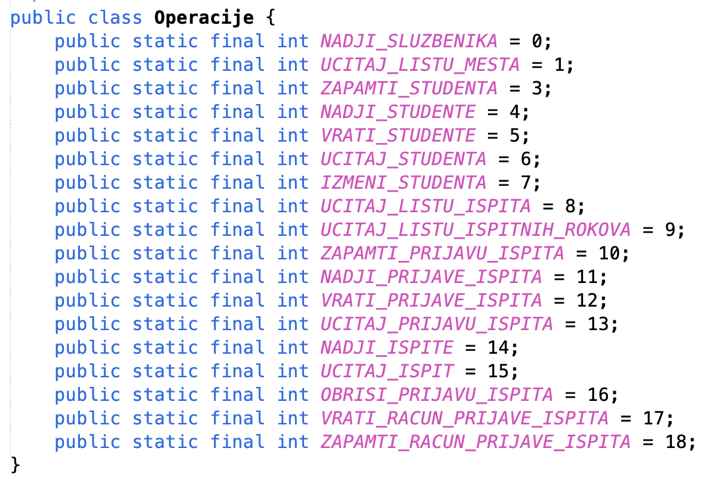 public class Operacije {
    public static final int NADJI_SLUZBENIKA = 0;
    public static final int UCITAJ_LISTU_MESTA = 1;
    public static final int ZAPAMTI_STUDENTA = 3;
    public static final int NADJI_STUDENTE = 4;
    public static final int VRATI_STUDENTE = 5;
    public static final int UCITAJ_STUDENTA = 6;
    public static final int IZMENI_STUDENTA = 7;
    public static final int UCITAJ_LISTU_ISPITA = 8;
    public static final int UCITAJ_LISTU_ISPITNIH_ROKOVA = 9;
    public static final int ZAPAMTI_PRIJAVU_ISPITA = 10;
    public static final int NADJI_PRIJAVE_ISPITA = 11;
    public static final int VRATI_PRIJAVE_ISPITA = 12;
    public static final int UCITAJ_PRIJAVU_ISPITA = 13;
    public static final int NADJI_ISPITE = 14;
    public static final int UCITAJ_ISPIT = 15;
    public static final int OBRISI_PRIJAVU_ISPITA = 16;
    public static final int VRATI_RACUN_PRIJAVE_ISPITA = 17;
    public static final int ZAPAMTI_RACUN_PRIJAVE_ISPITA = 18;
}